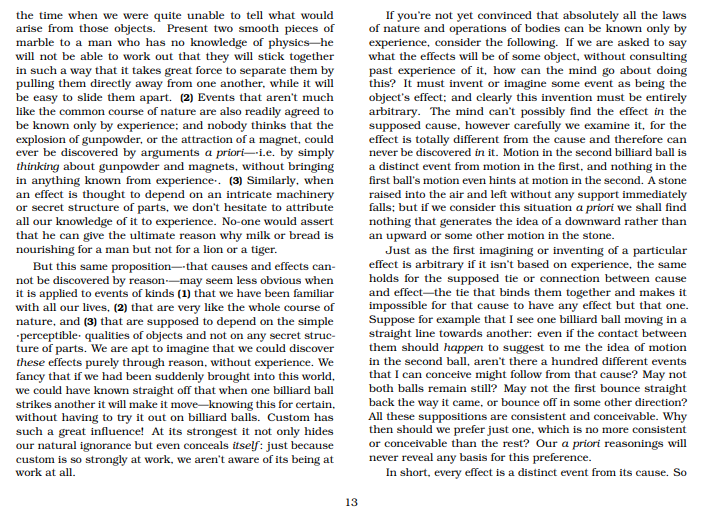 the time when we were quite unable to tell what would
arise from those objects. Present two smooth pieces of
marble to a man who has no knowledge of physics—he
will not be able to work out that they will stick together
in such a way that it takes great force to separate them by
pulling them directly away from one another, while it will
be easy to slide them apart. (2) Events that aren't much
like the common course of nature are also readily agreed to
be known only by experience; and nobody thinks that the
explosion of gunpowder, or the attraction of a magnet, could
ever be discovered by arguments a priori—·i.e. by simply
thinking about gunpowder and magnets, without bringing
in anything known from experience·. (3) Similarly, when
an effect is thought to depend on an intricate machinery
or secret structure of parts, we don't hesitate to attribute
all our knowledge of it to experience. No-one would assert
that he can give the ultimate reason why milk or bread is
nourishing for a man but not for a lion or a tiger.
But this same proposition—·that causes and effects can-
not be discovered by reason·—may seem less obvious when
it is applied to events of kinds (1) that we have been familiar
with all our lives, (2) that are very like the whole course of
nature, and (3) that are supposed to depend on the simple
·perceptible· qualities of objects and not on any secret struc-
ture of parts. We are apt to imagine that we could discover
these effects purely through reason, without experience. We
fancy that if we had been suddenly brought into this world,
we could have known straight off that when one billiard ball
strikes another it will make it move—knowing this for certain,
without having to try it out on billiard balls. Custom has
such a great influence! At its strongest it not only hides
our natural ignorance but even conceals itself: just because
custom is so strongly at work, we aren't aware of its being at
work at all.
If you're not yet convinced that absolutely all the laws
of nature and operations of bodies can be known only by
experience, consider the following. If we are asked to say
what the effects will be of some object, without consulting
past experience of it, how can the mind go about doing
this? It must invent or imagine some event as being the
object's effect; and clearly this invention must be entirely
arbitrary. The mind can't possibly find the effect in the
supposed cause, however carefully we examine it, for the
effect is totally different from the cause and therefore can
never be discovered in it. Motion in the second billiard ball is
a distinct event from motion in the first, and nothing in the
first ball's motion even hints at motion in the second. A stone
raised into the air and left without any support immediately
falls; but if we consider this situation a priori we shall find
nothing that generates the idea of a downward rather than
an upward or some other motion in the stone.
Just as the first imagining or inventing of a particular
effect is arbitrary if it isn't based on experience, the same
holds for the supposed tie or connection between cause
and effect—the tie that binds them together and makes it
impossible for that cause to have any effect but that one.
Suppose for example that I see one billiard ball moving in a
straight line towards another: even if the contact between
them should happen to suggest to me the idea of motion
in the second ball, aren't there a hundred different events
that I can conceive might follow from that cause? May not
both balls remain still? May not the first bounce straight
back the way it came, or bounce off in some other direction?
All these suppositions are consistent and conceivable. Why
then should we prefer just one, which is no more consistent
or conceivable than the rest? Our a priori reasonings will
never reveal any basis for this preference.
In short, every effect is a distinct event from its cause. So
13